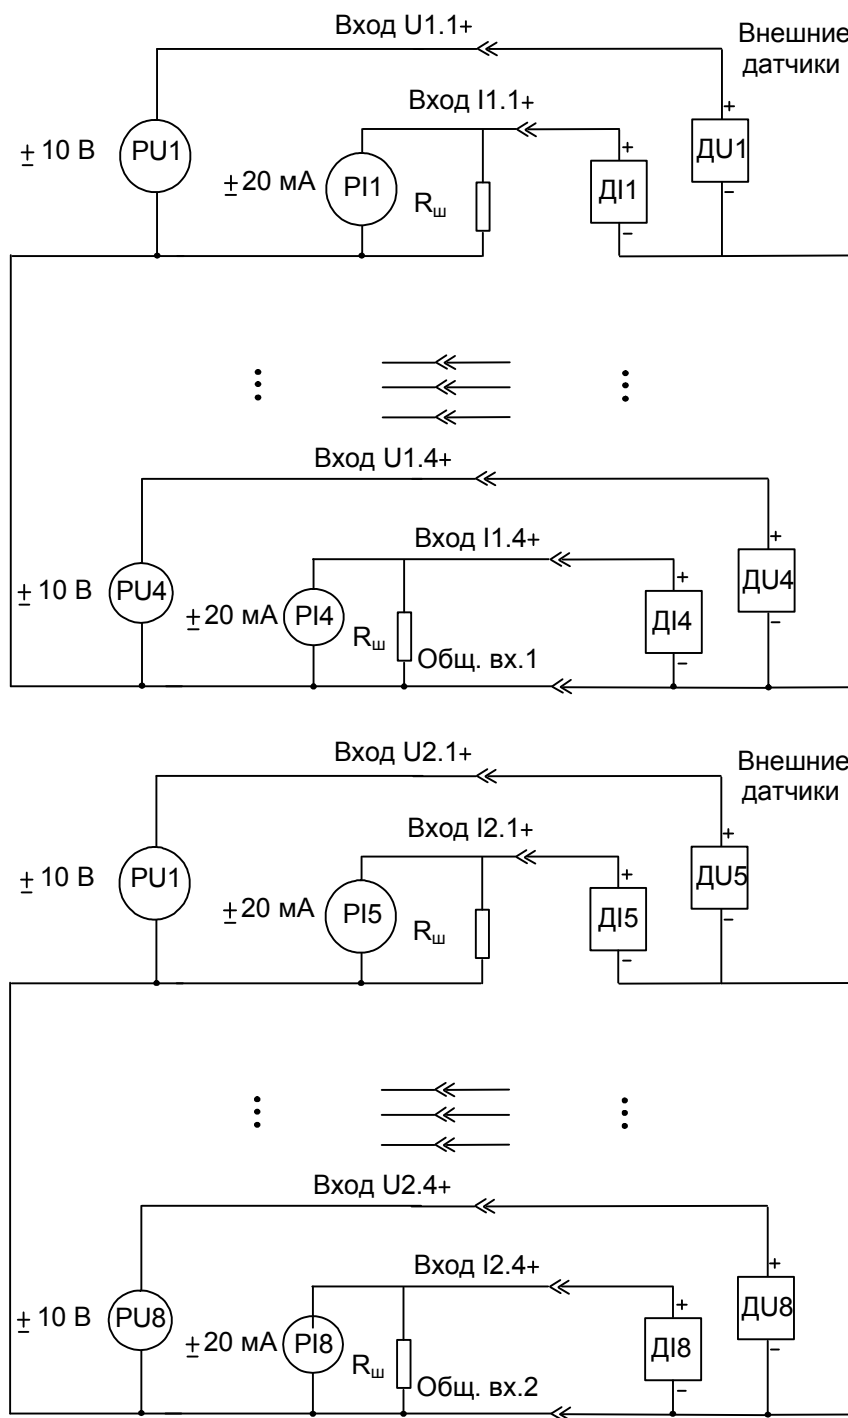 Вход U1.1+
Внешние
датчики
Вход I1.1+
+
± 10 В
PU1
ДU1
+
± 20 мА
PI1
Rш
ДI1
–
–
Вход U1.4+
Вход I1.4+
+
+
± 10 В
PU4
ДU4
± 20 мА
PI4
Rш
ДI4
–
Общ. вх.1
–
Вход U2.1+
Внешние
датчики
Вход I2.1+
+
± 10 В
PU1
ДU5
+
± 20 мА
PI5
Rш
ДI5
–
–
Вход U2.4+
Вход I2.4+
+
+
± 10 В
PU8
ДU8
± 20 мА
PI8
Rш
ДI8
–
Общ. вх.2
–